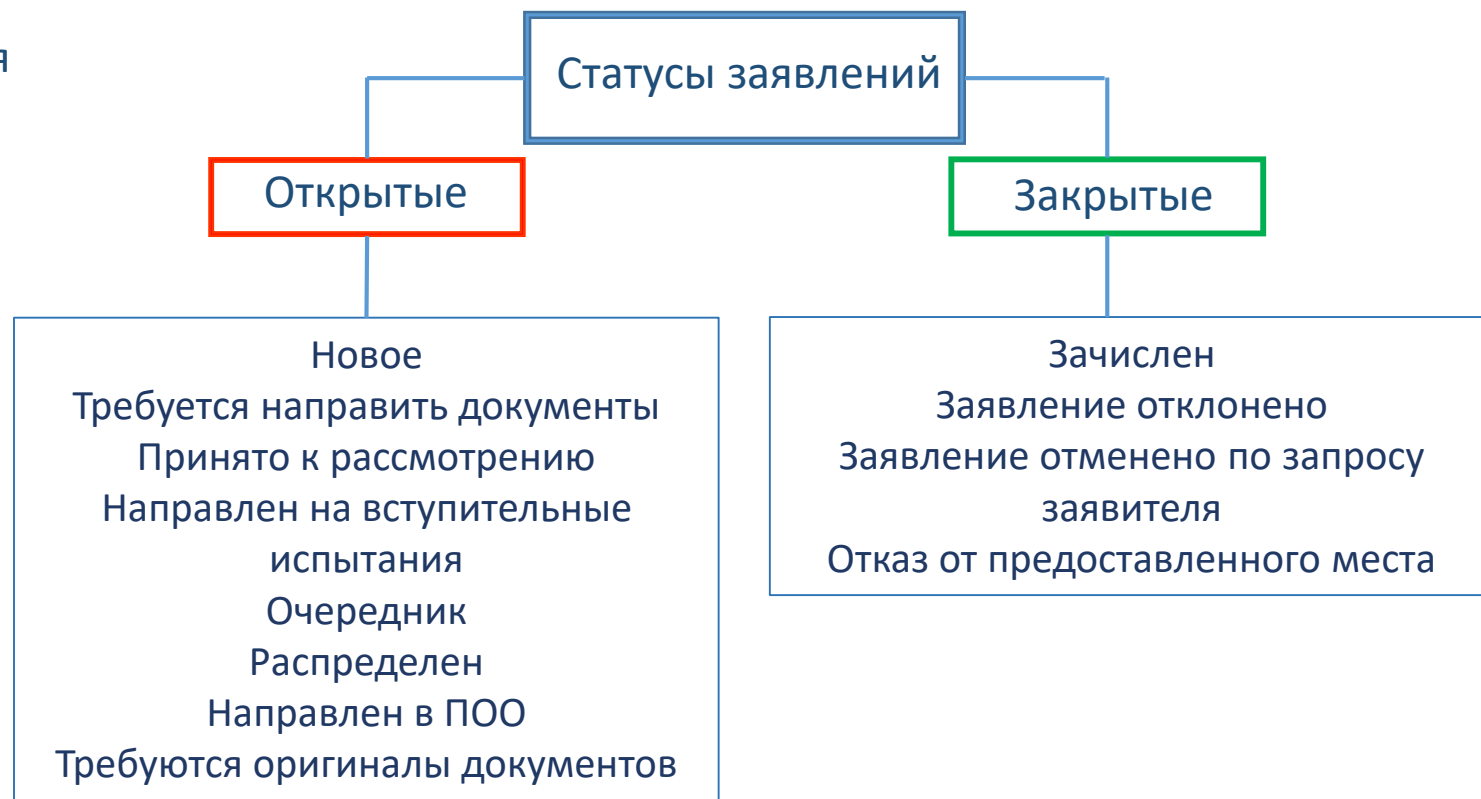 я
Статусы заявлений
Открытые
Закрытые
Новое
Требуется направить документы
Принято к рассмотрению
Направлен на вступительные
испытания
Очередник
Распределен
Направлен в ПОО
Требуются оригиналы документов
Зачислен
Заявление отклонено
Заявление отменено по запросу
заявителя
Отказ от предоставленного места